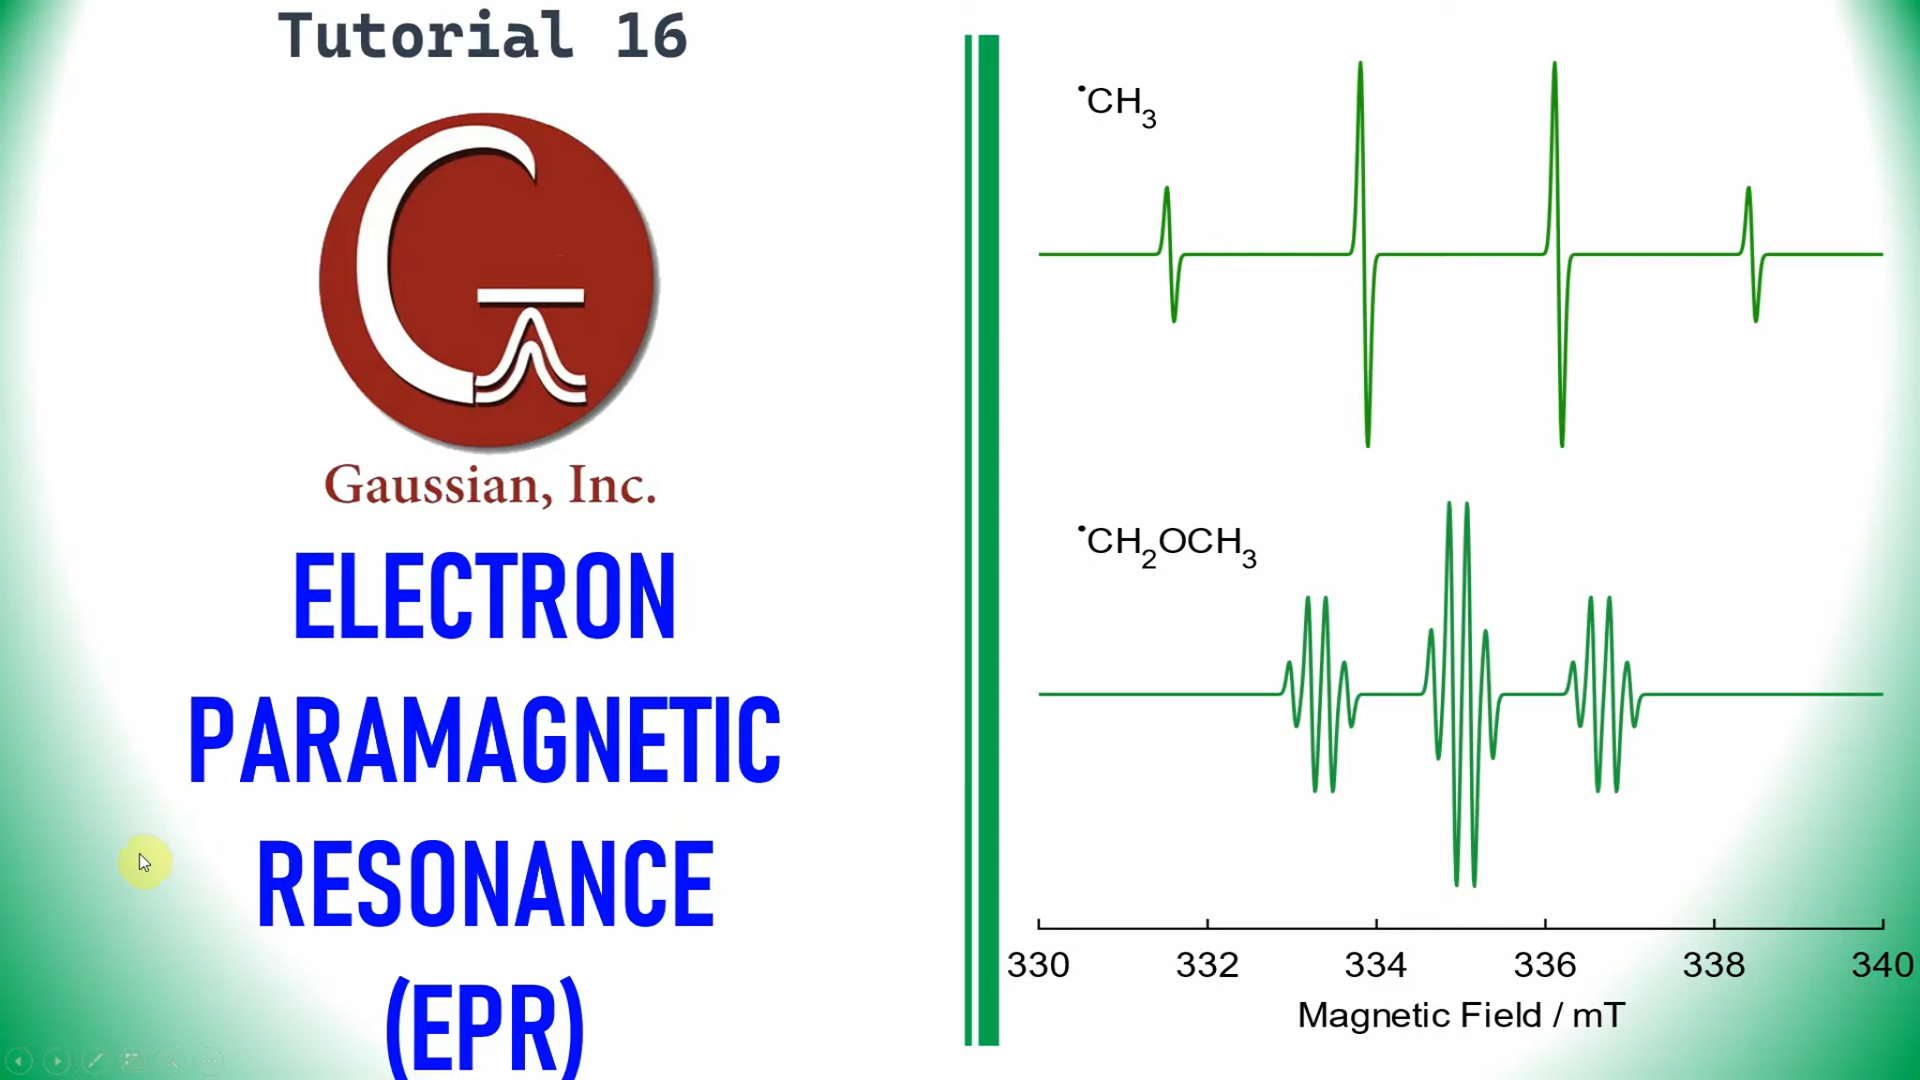 Tutorial 16
Gaussian, Inc.
ELECTRON
PARAMAGNETIC
RESONANCE
(EPR)
•CH3
•CH2OCH3
330 332 334 336 338 340
Magnetic Field / mT